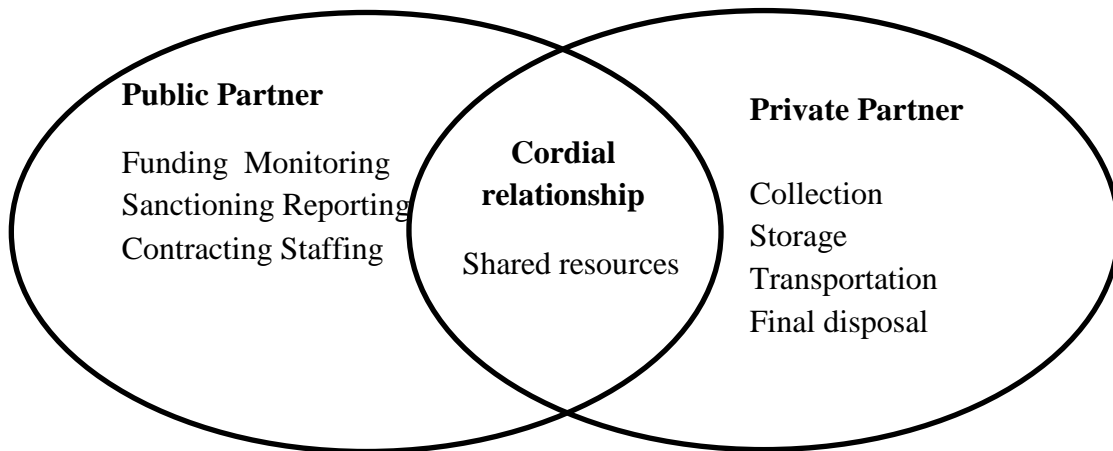 Public Partner
Funding  Monitoring
Sanctioning Reporting
Contracting Staffing
Cordial
relationship
Shared resources
Private Partner
Collection
Storage
Transportation
Final disposal